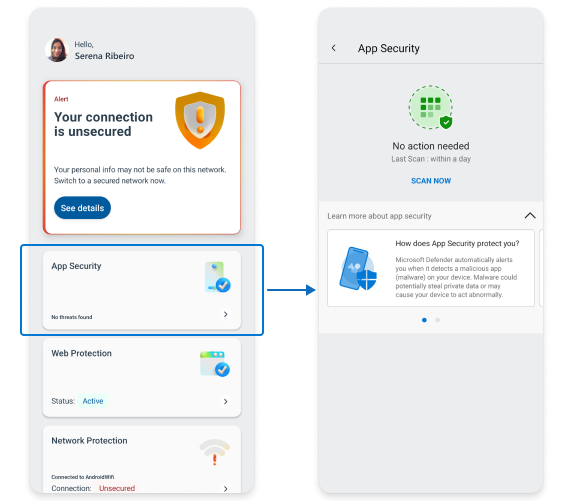 Hello,
Serena Ribeiro
Alert
Your connection
is unsecured
Your personal info may not be safe on this network.
Switch to a secured network now.
See details
App Security
No threats found
Web Protection
Status: Active
Network Protection
Connected to AndroidWifi
Connection: Unsecured
App Security
No action needed
Last Scan : within a day
SCAN NOW
Learn more about app security
How does App Security protect you?
Microsoft Defender automatically alerts
you when it detects a malicious app
(malware) on your device. Malware could
potentially steal private data or may
cause your device to act abnormally.